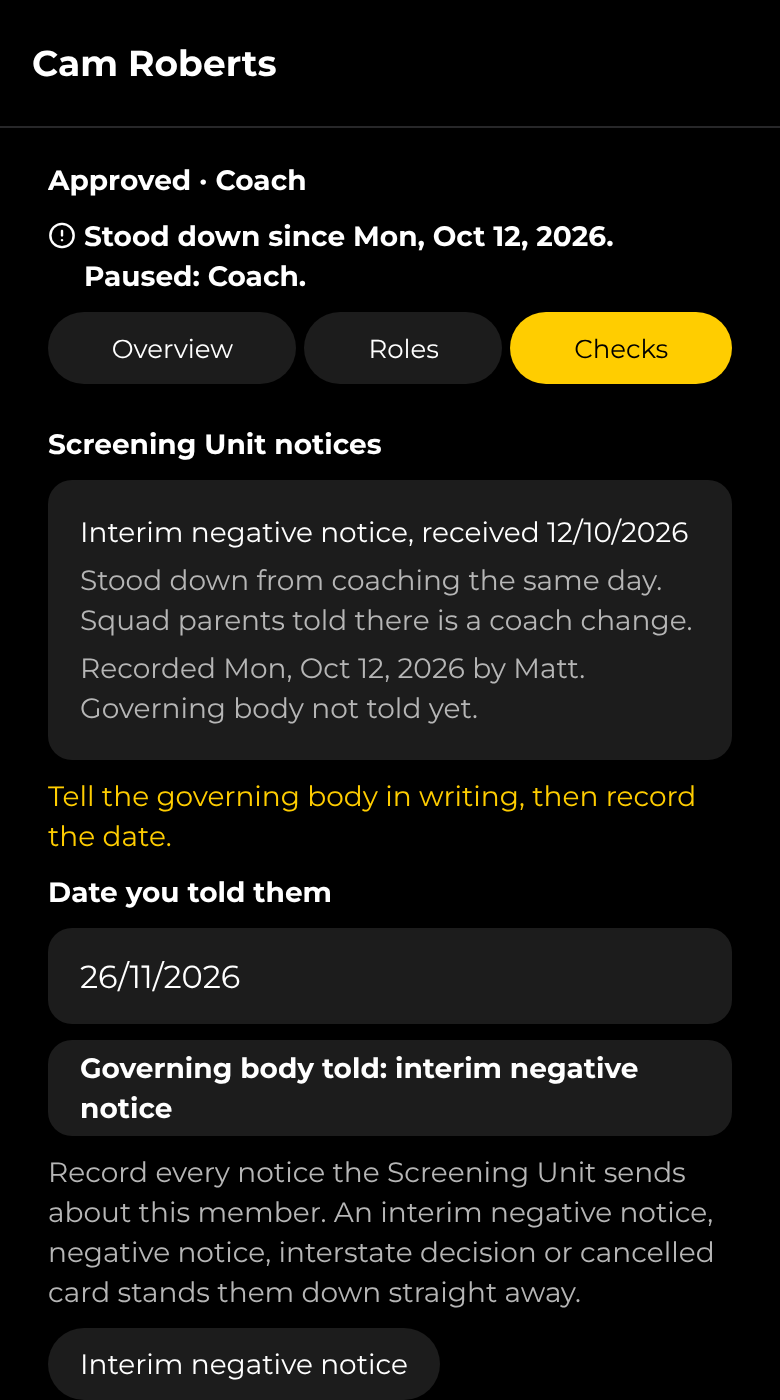 Cam Roberts
Approved · Coach
Stood down since Mon, Oct 12, 2026.
Paused: Coach.
Overview
Roles
Checks
Screening Unit notices
Interim negative notice, received 12/10/2026
Stood down from coaching the same day.
Squad parents told there is a coach change.
Recorded Mon, Oct 12, 2026 by Matt.
Governing body not told yet.
Tell the governing body in writing, then record
the date.
Date you told them
26/11/2026
Governing body told: interim negative
notice
Record every notice the Screening Unit sends
about this member. An interim negative notice,
negative notice, interstate decision or cancelled
card stands them down straight away.
Interim negative notice